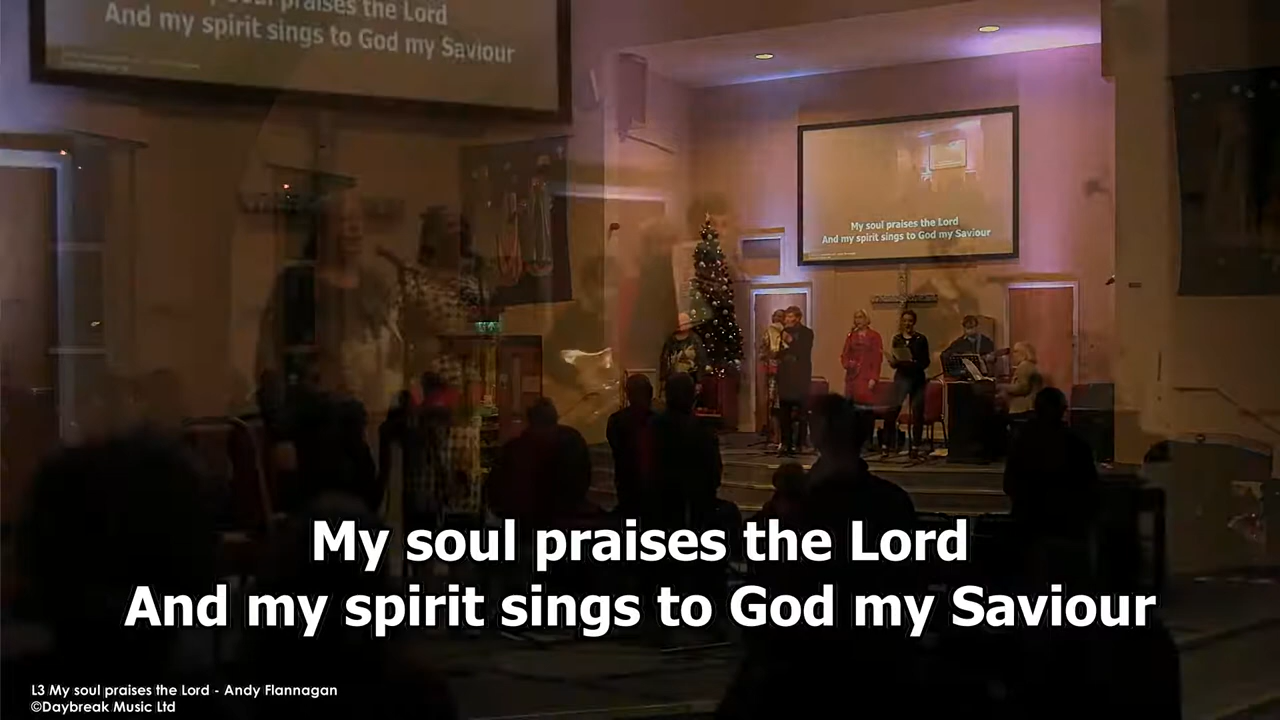 praises the Lord
And my spirit sings to God my Saviour
My soul praises the Lord
And my spirit sings to God my Saviour
My soul praises the Lord
And my spirit sings to God my Saviour
L3 My soul praises the Lord - Andy Flannagan
©Daybreak Music Ltd